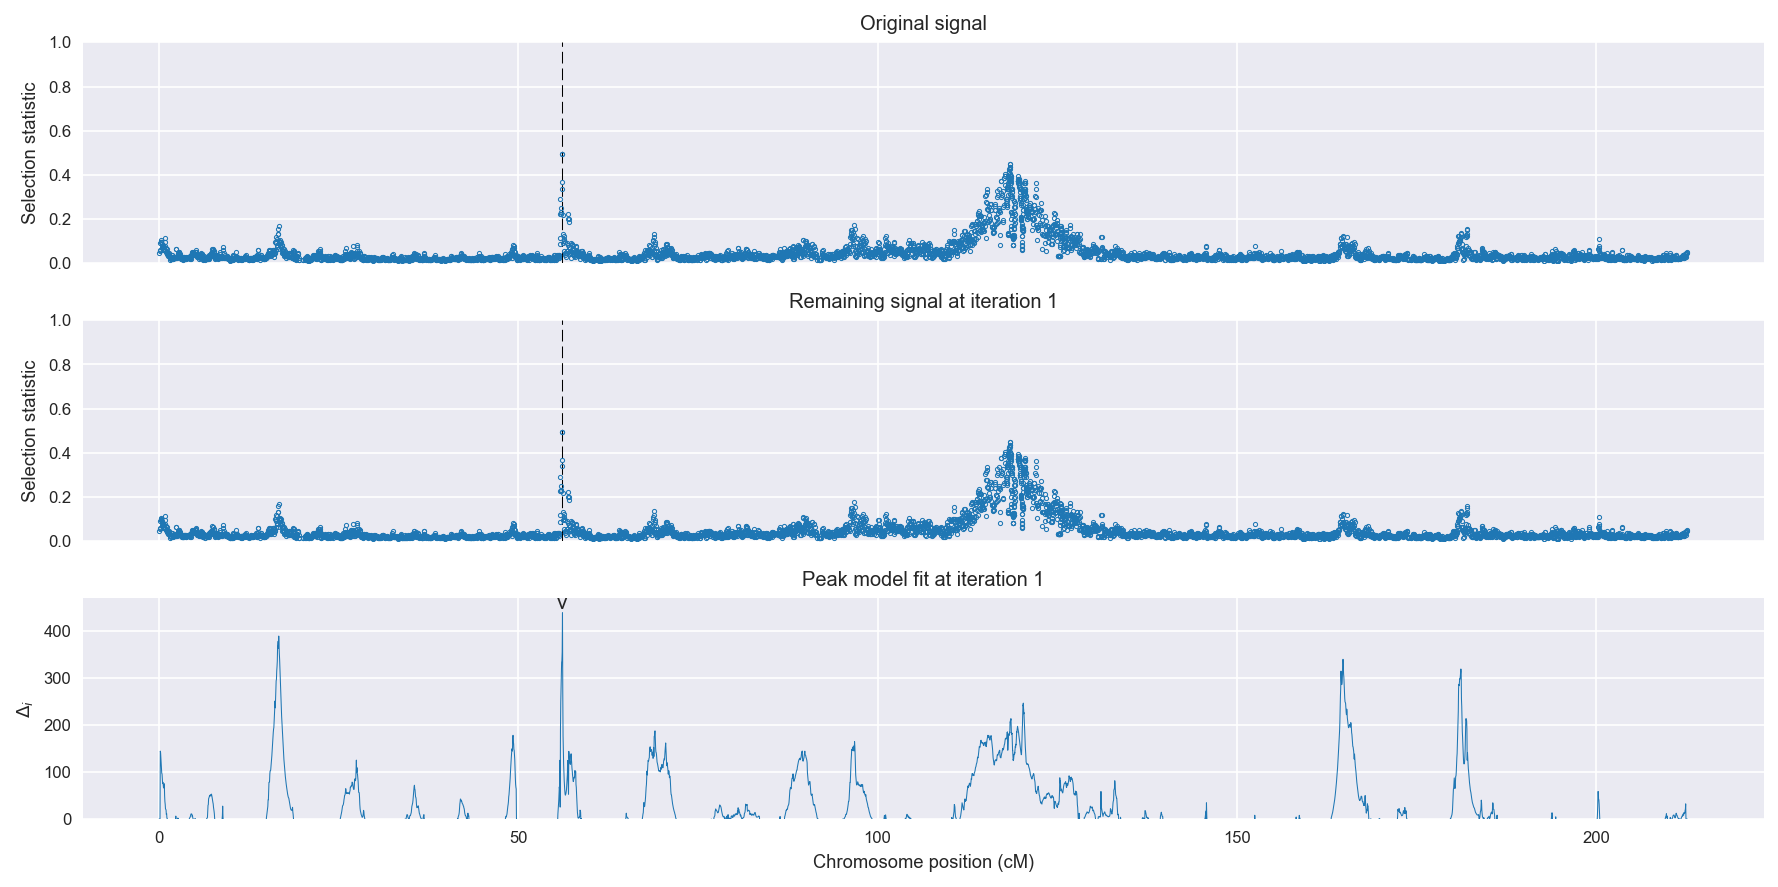 Original signal
1.0
0.8
0.6
0.4
0.2
0.0
Selection statistic
Remaining signal at iteration 1
1.0
0.8
0.6
0.4
0.2
0.0
Selection statistic
Peak model fit at iteration 1
v
400
300
200
100
0
Δi
0 50 100 150 200
Chromosome position (cM)